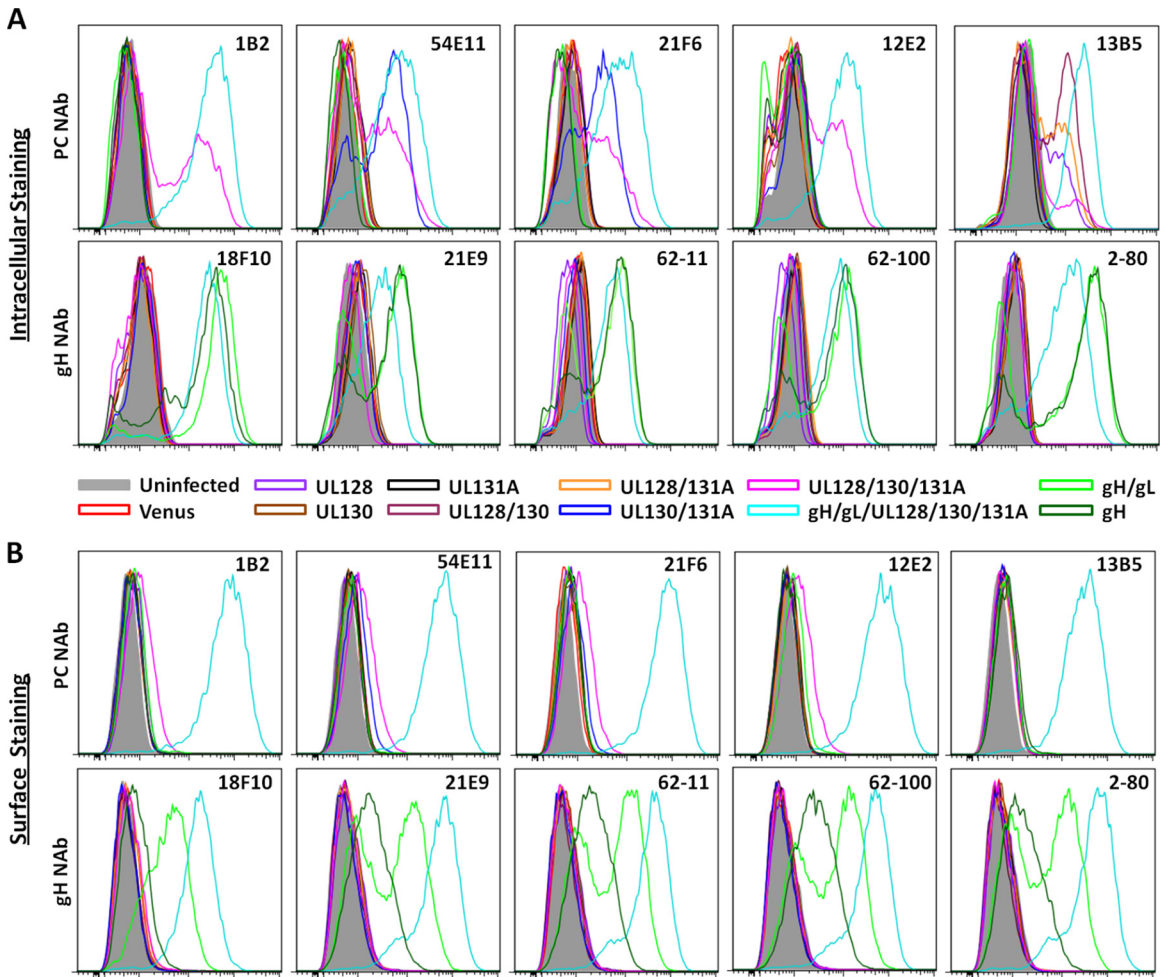 A
Intracellular Staining
PC NAb
1B2
54E11
21F6
12E2
13B5
gH NAb
18F10
21E9
62-11
62-100
2-80
Uninfected
UL128
UL131A
UL128/131A
UL128/130/131A
gH/gL
Venus
UL130
UL128/130
UL130/131A
gH/gL/UL128/130/131A
gH
B
Surface Staining
PC NAb
1B2
54E11
21F6
12E2
13B5
gH NAb
18F10
21E9
62-11
62-100
2-80